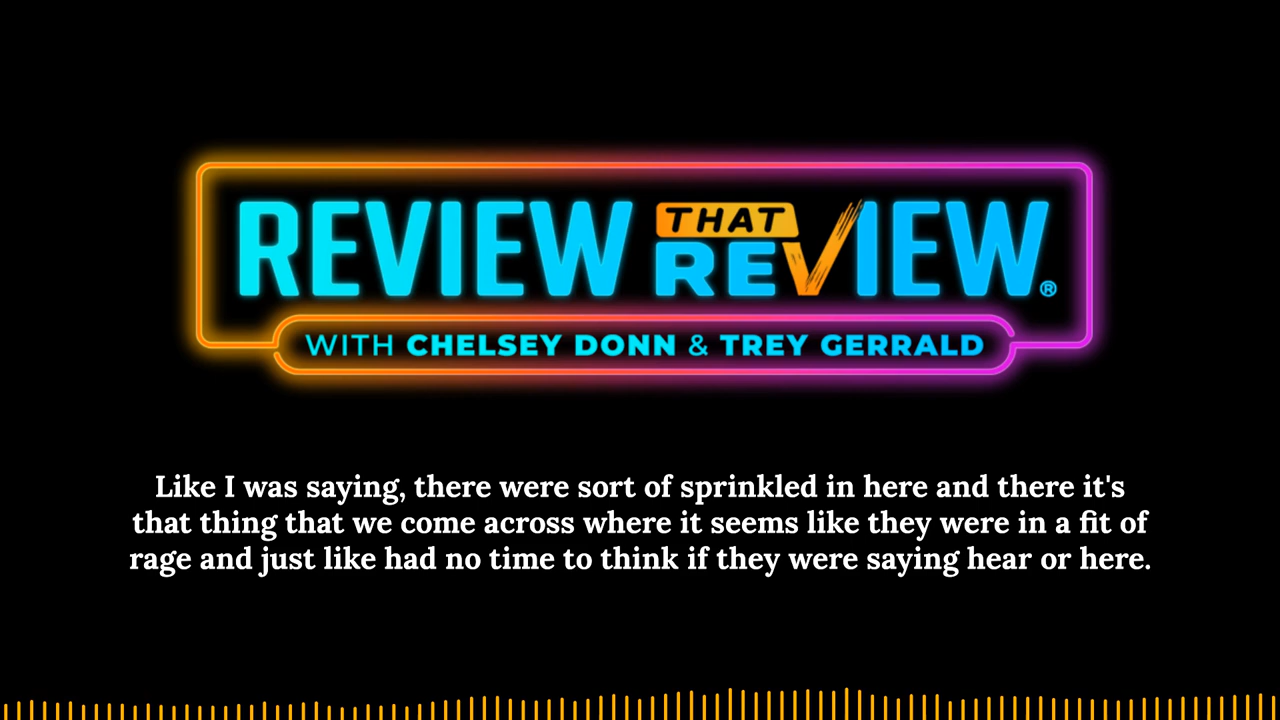 REVIEW THAT REVIEW®
WITH CHELSEY DONN & TREY GERRALD
Like I was saying, there were sort of sprinkled in here and there it's
that thing that we come across where it seems like they were in a fit of
rage and just like had no time to think if they were saying hear or here.